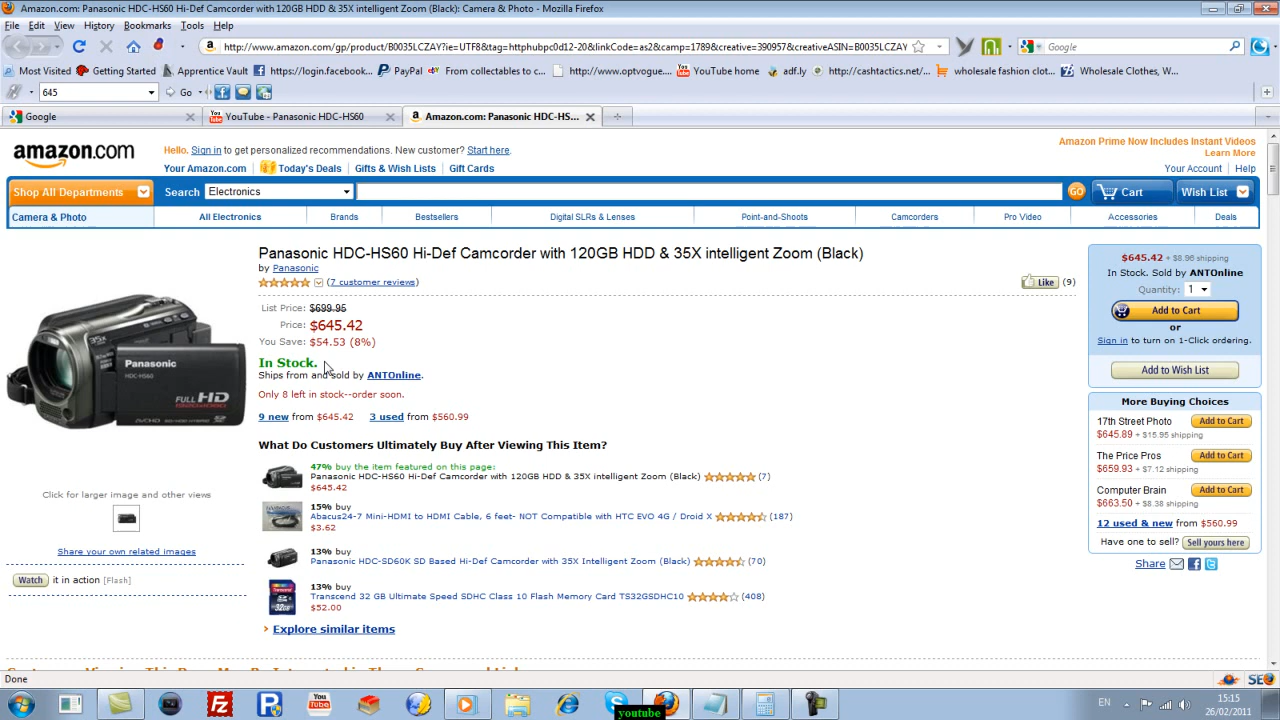 Amazon.com: Panasonic HDC-HS60 Hi-Def Camcorder with 120GB HDD & 35X intelligent Zoom (Black): Camera & Photo - Mozilla Firefox
File Edit View History Bookmarks Tools Help
http://www.amazon.com/gp/product/B0035LCZAY?ie=UTF8&tag=httphubpc0d12-20&linkCode=as2&camp=1789&creative=390957&creativeASIN=B0035LCZAY
Google
Most Visited Getting Started Apprentice Vault https://login.facebook... PayPal From collectables to c... http://www.optvogue... YouTube home adf.ly http://cashtactics.net/... wholesale fashion clot... Wholesale Clothes, W...
645 Go
Google YouTube - Panasonic HDC-HS60 Amazon.com: Panasonic HDC-HS...
amazon.com
Hello. Sign in to get personalized recommendations. New customer? Start here.
Amazon Prime Now Includes Instant Videos
Learn More
Your Amazon.com Today's Deals Gifts & Wish Lists Gift Cards Your Account Help
Shop All Departments Search Electronics GO Cart Wish List
Camera & Photo All Electronics Brands Bestsellers Digital SLRs & Lenses Point-and-Shoots Camcorders Pro Video Accessories Deals
Panasonic HDC-HS60 Hi-Def Camcorder with 120GB HDD & 35X intelligent Zoom (Black)
by Panasonic
(7 customer reviews)
Like (9)
List Price: $699.95
Price: $645.42
You Save: $54.53 (8%)
In Stock.
Ships from and sold by ANTOnline.
Only 8 left in stock--order soon.
9 new from $645.42 3 used from $560.99
What Do Customers Ultimately Buy After Viewing This Item?
47% buy the item featured on this page:
Panasonic HDC-HS60 Hi-Def Camcorder with 120GB HDD & 35X intelligent Zoom (Black) (7)
$645.42
15% buy
Abacus24-7 Mini-HDMI to HDMI Cable, 6 feet- NOT Compatible with HTC EVO 4G / Droid X (187)
$3.62
13% buy
Panasonic HDC-SD60K SD Based Hi-Def Camcorder with 35X Intelligent Zoom (Black) (70)
13% buy
Transcend 32 GB Ultimate Speed SDHC Class 10 Flash Memory Card TS32GSDHC10 (408)
$52.00
Explore similar items
35x
Panasonic
HDC-HS60
FULL HD
Click for larger image and other views
Share your own related images
Watch it in action [Flash]
$645.42 + $8.96 shipping
In Stock. Sold by ANTOnline
Quantity: 1
Add to Cart
or
Sign in to turn on 1-Click ordering.
Add to Wish List
More Buying Choices
17th Street Photo Add to Cart
$645.89 + $15.95 shipping
The Price Pros Add to Cart
$659.93 + $7.12 shipping
Computer Brain Add to Cart
$663.50 + $8.38 shipping
12 used & new from $560.99
Have one to sell? Sell yours here
Share
Done
SEO
youtube
EN
15:15
26/02/2011